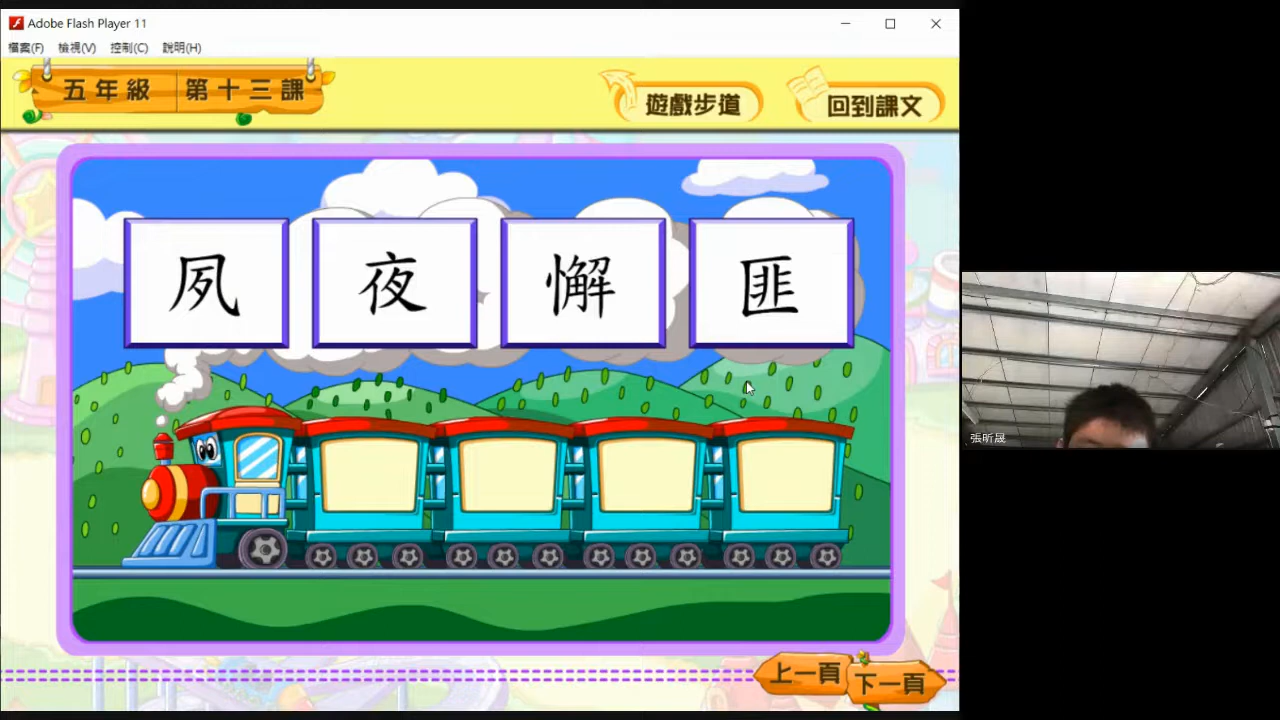 Adobe Flash Player 11
檔案(F) 檢視(V) 控制(C) 說明(H)
五年級 第十三課
遊戲步道
回到課文
夙 夜 懈 匪
張昕晟
上一頁
下一頁